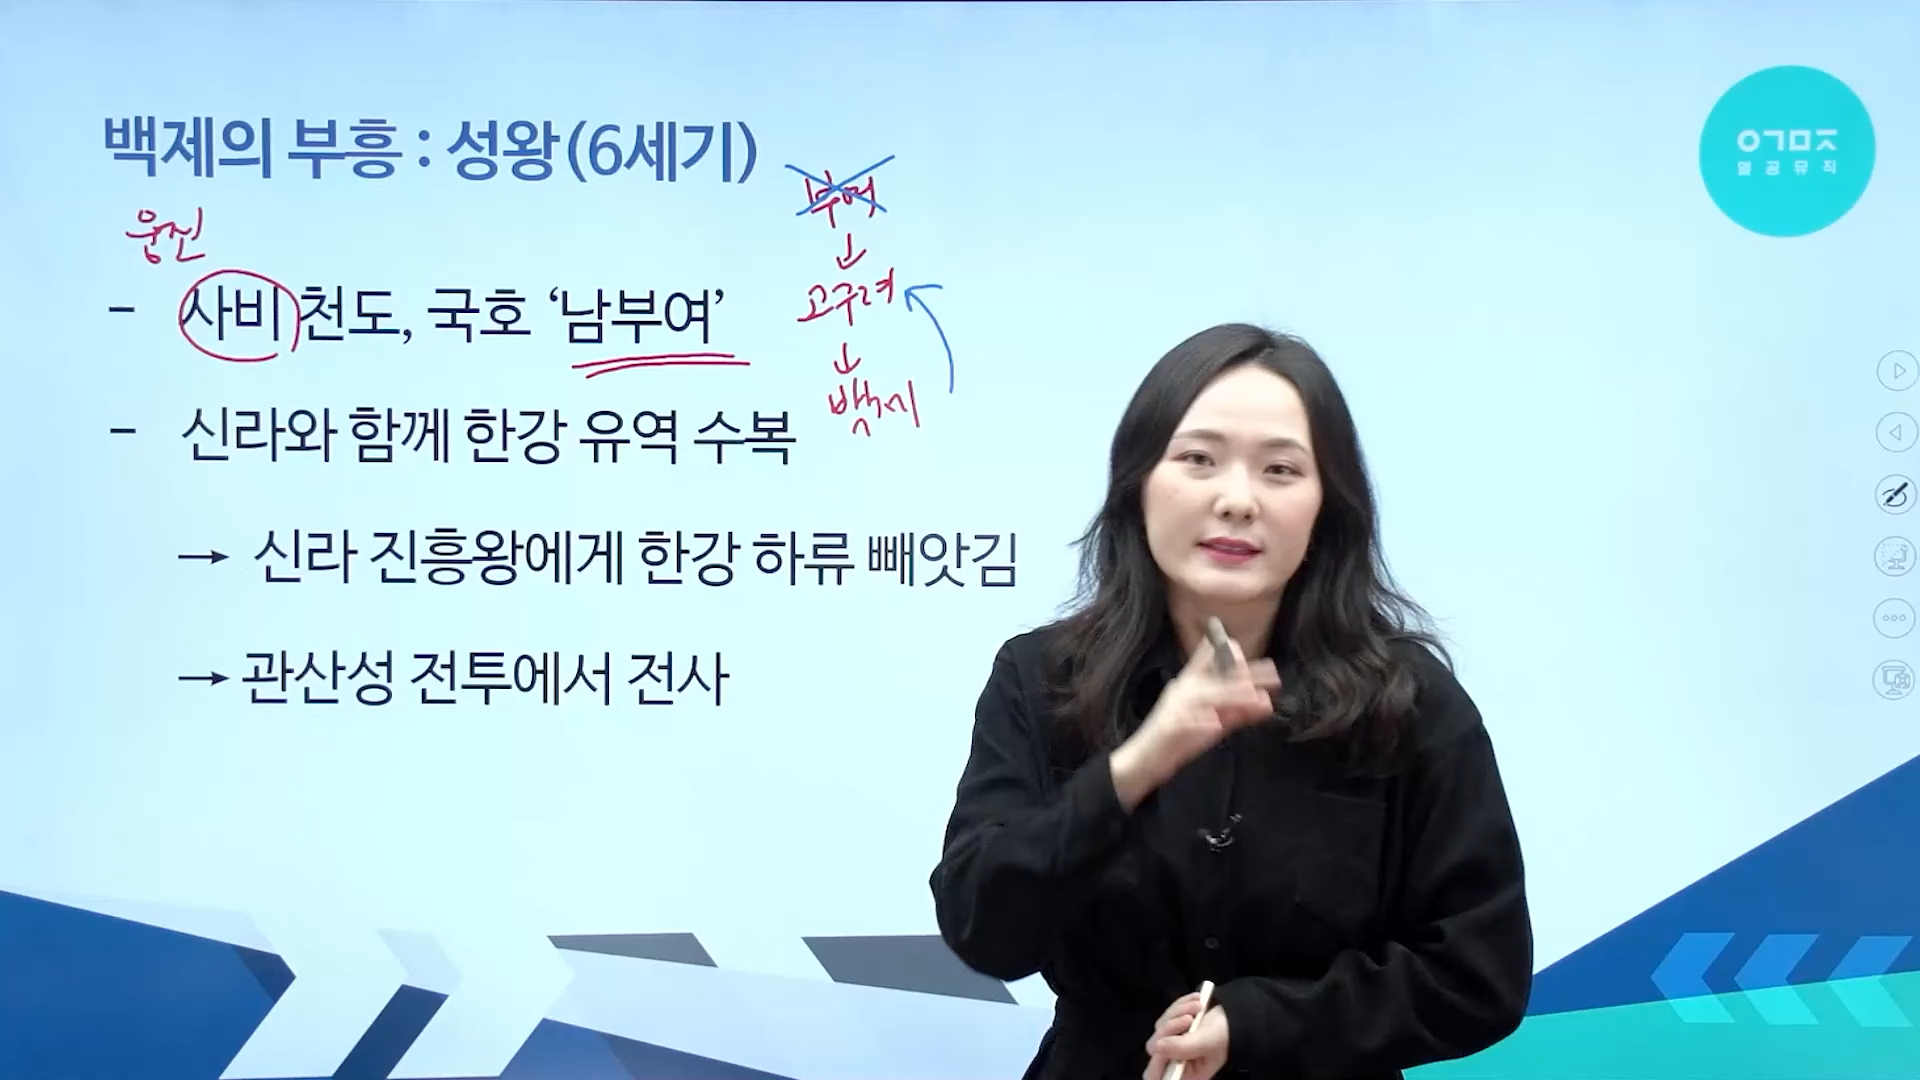 백제의 부흥 : 성왕(6세기)
웅진
- 사비 천도, 국호 ‘남부여’
- 신라와 함께 한강 유역 수복
→ 신라 진흥왕에게 한강 하류 빼앗김
→ 관산성 전투에서 전사
부여
↓
고구려
↓
백제
ㅇㄱㅁㅈ
열공뮤직